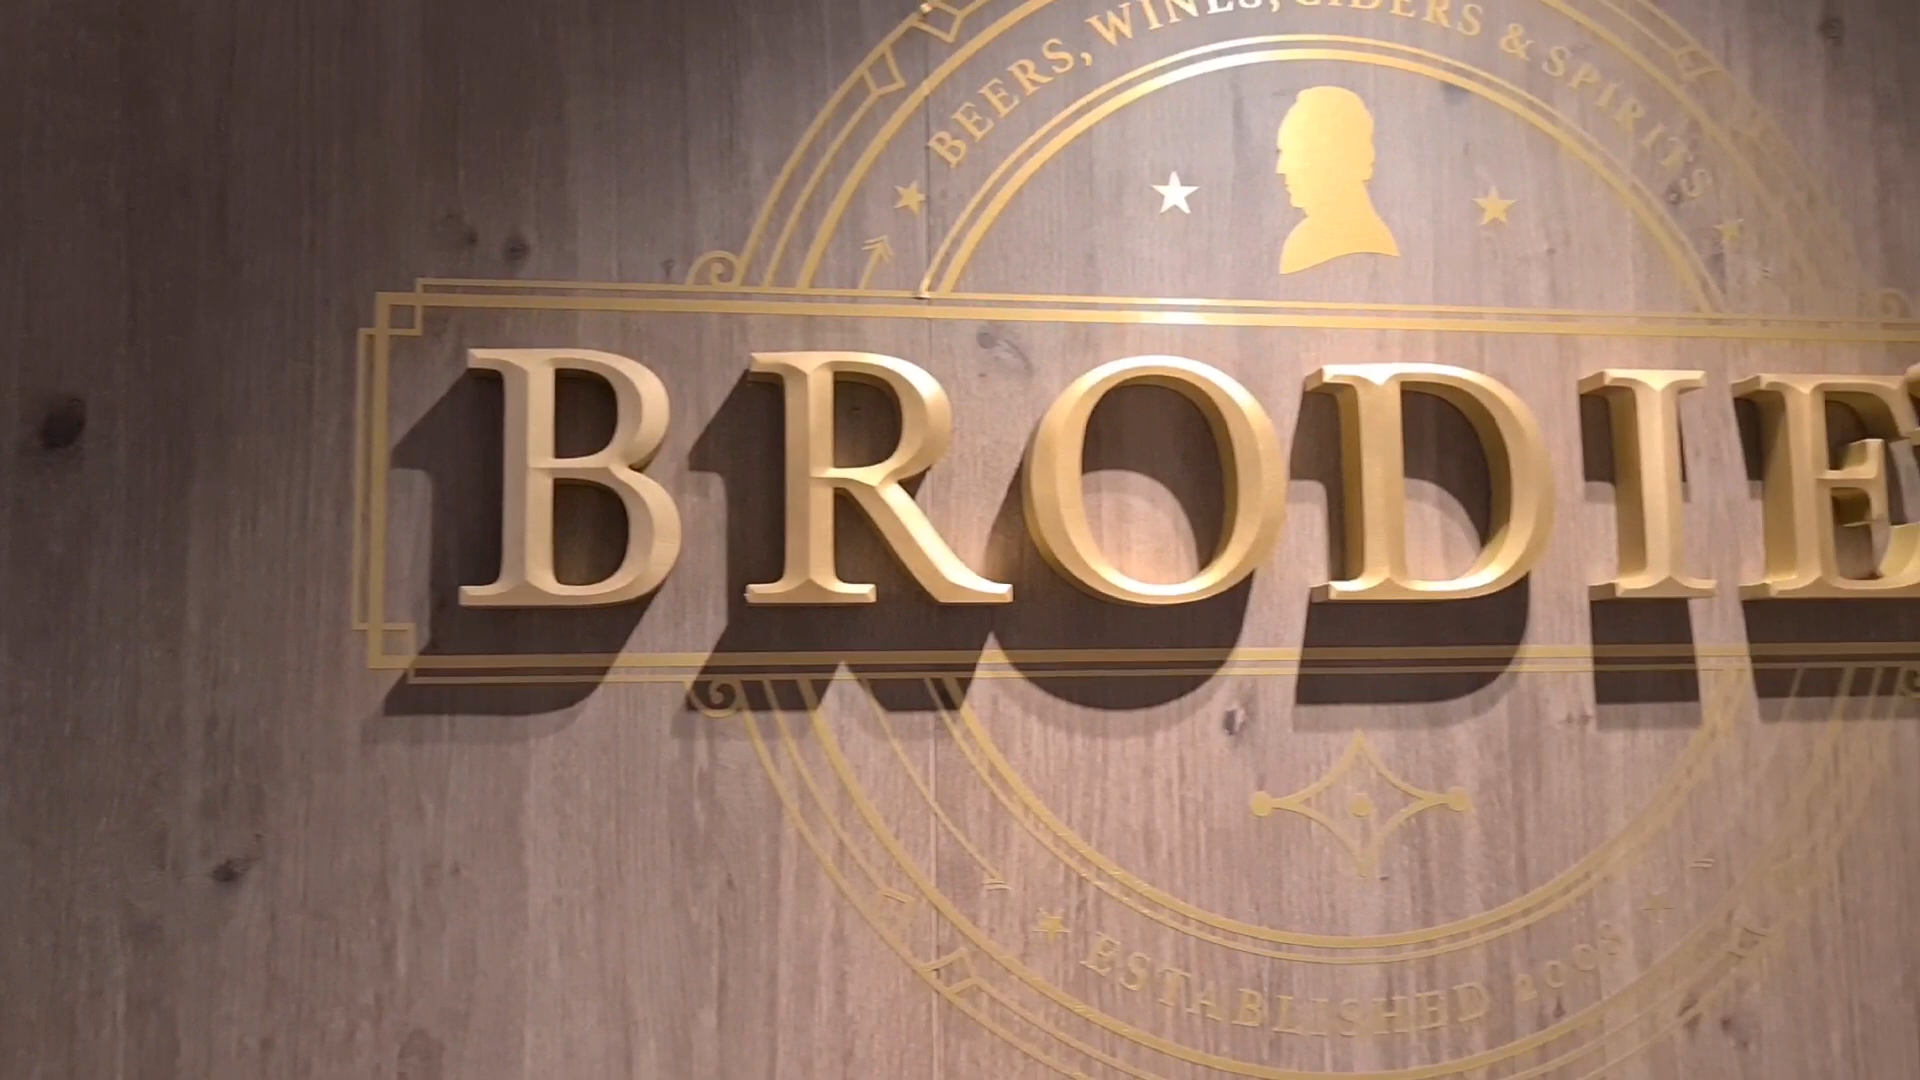 BEERS, WINES, CIDERS & SPIRITS
BRODIE
ESTABLISHED